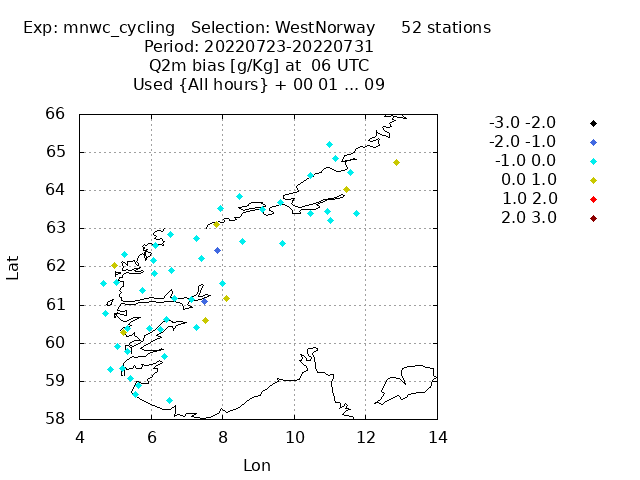 Exp: mnwc_cycling   Selection: WestNorway     52 stations
Period: 20220723-20220731
Q2m bias [g/Kg] at  06 UTC
Used {All hours} + 00 01 ... 09
66
65
64
63
62
61
60
59
58
4 6 8 10 12 14
Lat
Lon
-3.0 -2.0
-2.0 -1.0
-1.0 0.0
0.0 1.0
1.0 2.0
2.0 3.0